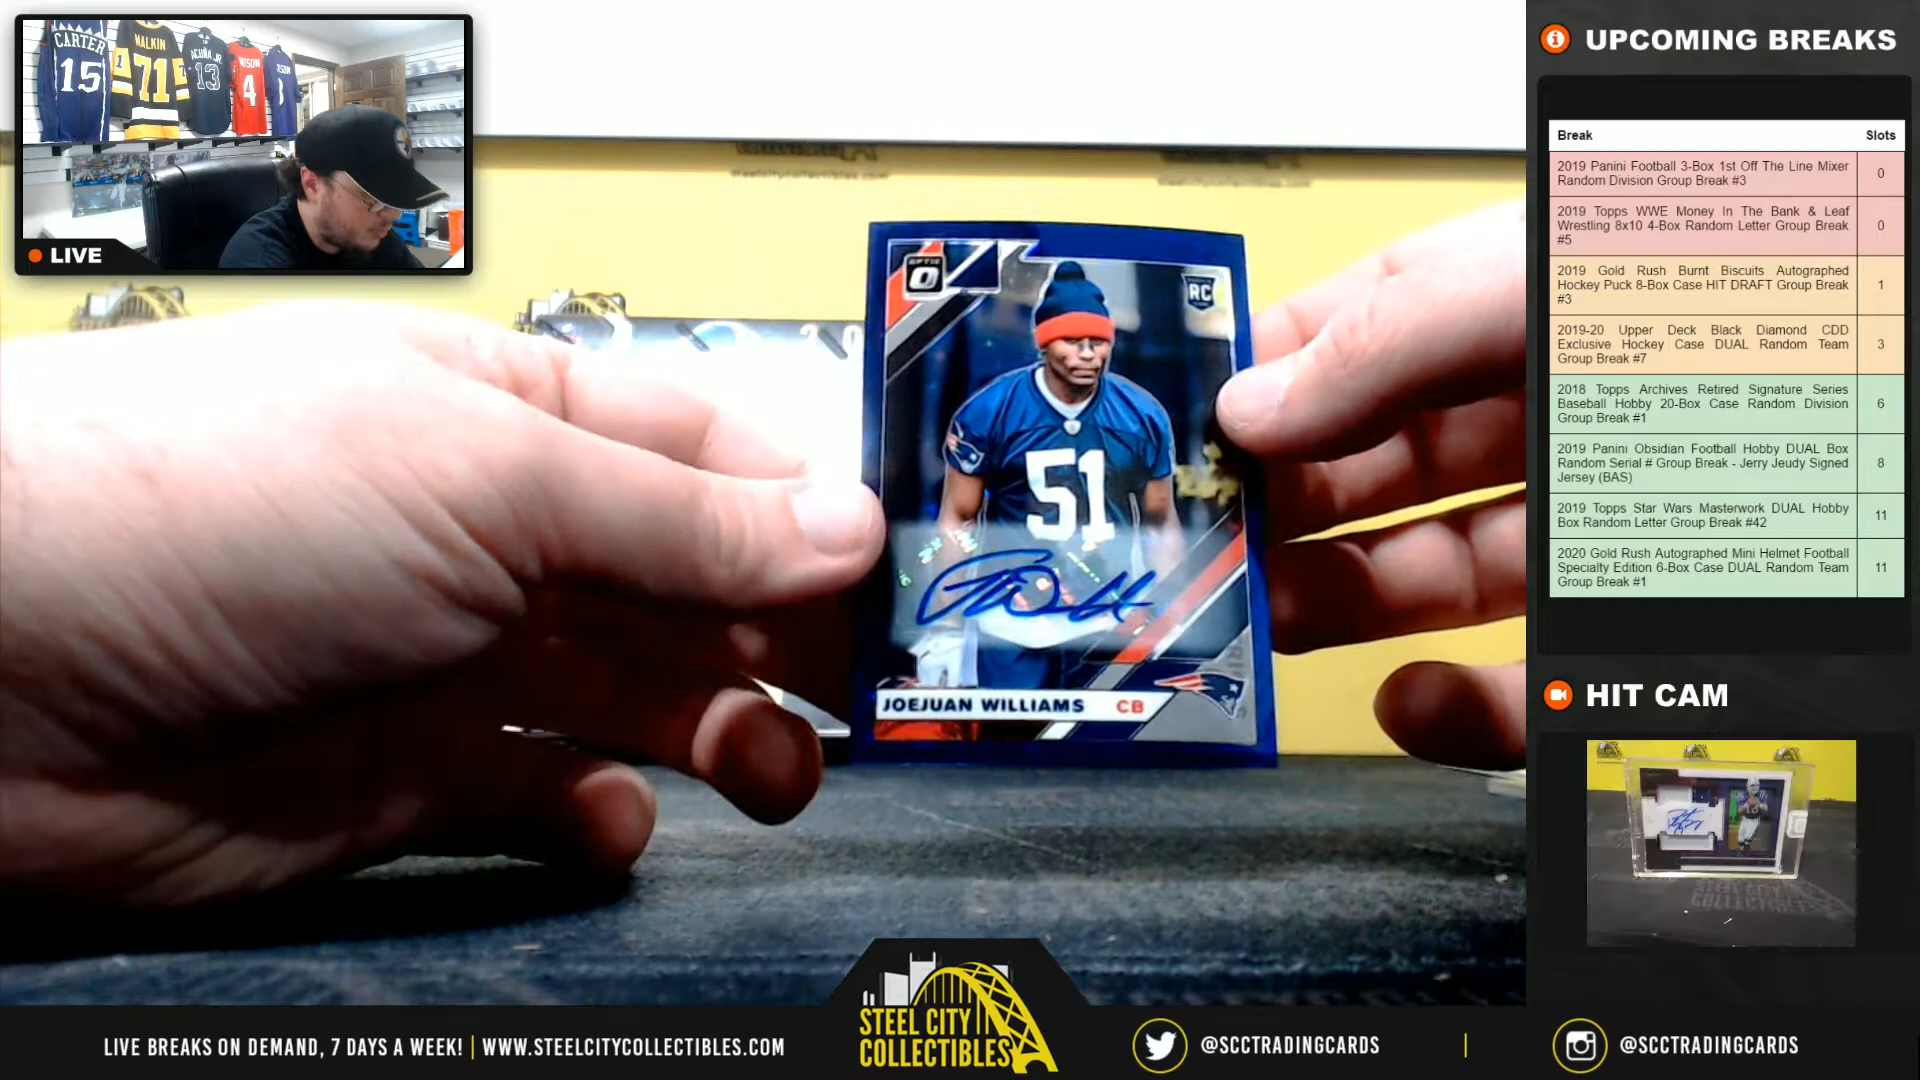 CARTER
15
MALKIN
71
ACUÑA JR
13
4
LIVE
UPCOMING BREAKS
Break Slots
2019 Panini Football 3-Box 1st Off The Line Mixer
Random Division Group Break #3
0
2019 Topps WWE Money In The Bank & Leaf
Wrestling 8x10 4-Box Random Letter Group Break
#5
0
2019 Gold Rush Burnt Biscuits Autographed
Hockey Puck 8-Box Case HIT DRAFT Group Break
#3
1
2019-20 Upper Deck Black Diamond CDD
Exclusive Hockey Case DUAL Random Team
Group Break #7
3
2018 Topps Archives Retired Signature Series
Baseball Hobby 20-Box Case Random Division
Group Break #1
6
2019 Panini Obsidian Football Hobby DUAL Box
Random Serial # Group Break - Jerry Jeudy Signed
Jersey (BAS)
8
2019 Topps Star Wars Masterwork DUAL Hobby
Box Random Letter Group Break #42
11
2020 Gold Rush Autographed Mini Helmet Football
Specialty Edition 6-Box Case DUAL Random Team
Group Break #1
11
OPTIC
RC
51
JOEJUAN WILLIAMS CB
HIT CAM
STEEL CITY
COLLECTIBLES
LIVE BREAKS ON DEMAND, 7 DAYS A WEEK! | WWW.STEELCITYCOLLECTIBLES.COM
STEEL CITY
COLLECTIBLES
@SCCTRADINGCARDS
@SCCTRADINGCARDS